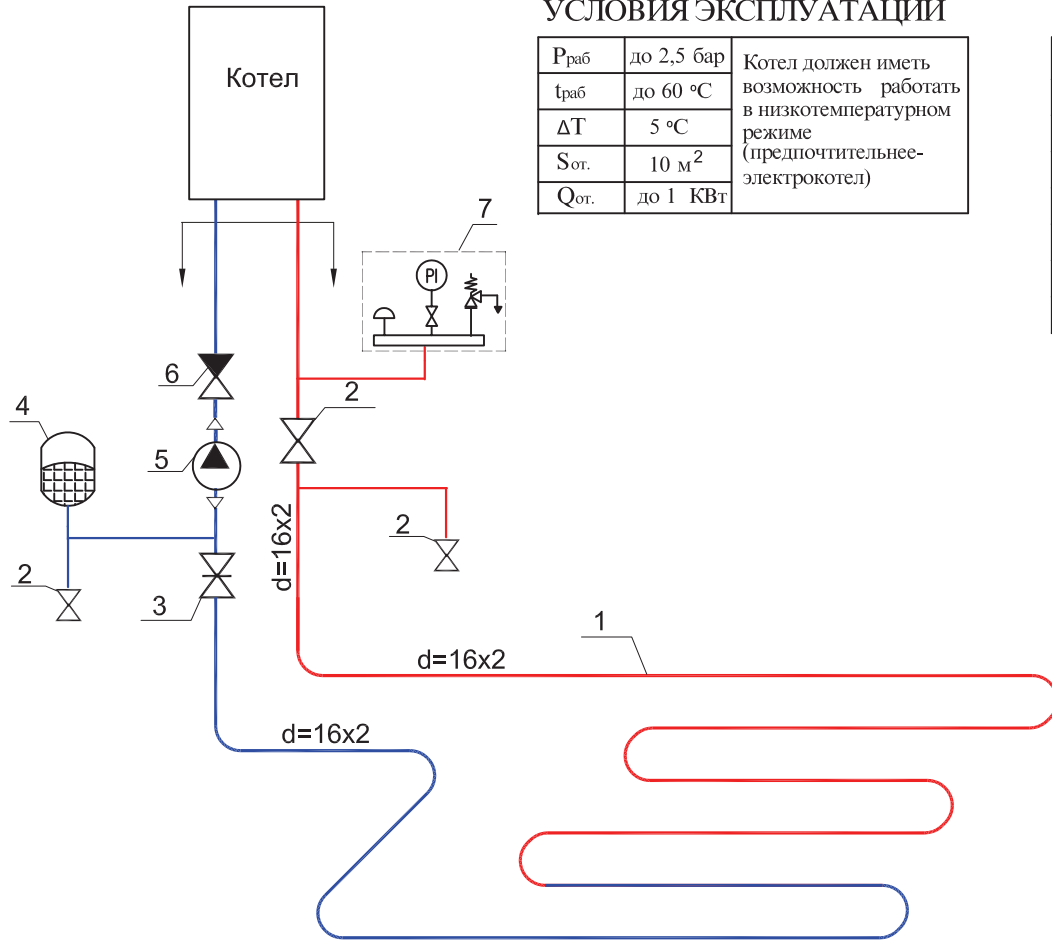 УСЛОВИЯ ЭКСПЛУАТАЦИИ
Pраб до 2,5 бар
tраб до 60 °C
ΔT 5 °C
Sот. 10 м²
Qот. до 1 КВт
Котел должен иметь
возможность работать
в низкотемпературном
режиме
(предпочтительнее-
электрокотел)
Котел
7
PI
6
2
4
5
d=16x2
2
2
3
1
d=16x2
d=16x2